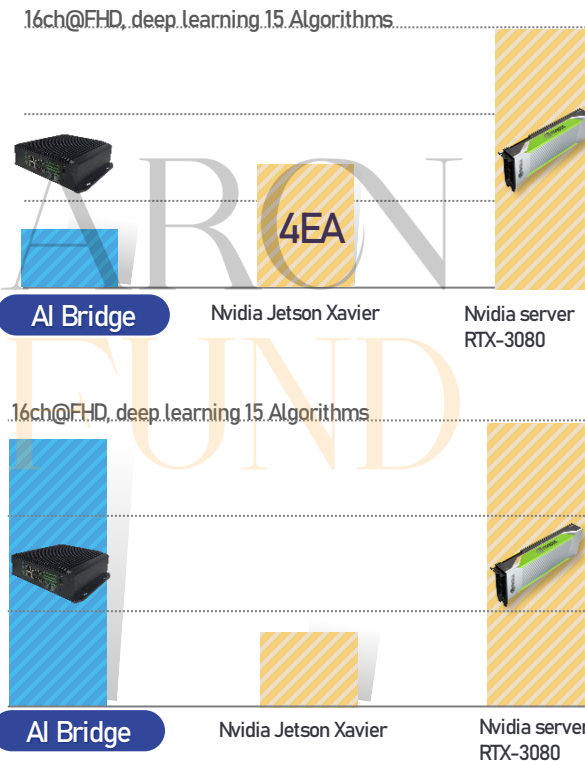 16ch@FHD, deep learning 15 Algorithms
4EA
AI Bridge
Nvidia Jetson Xavier
Nvidia server
RTX-3080
ARCN
FUND
16ch@FHD, deep learning 15 Algorithms
AI Bridge
Nvidia Jetson Xavier
Nvidia server
RTX-3080